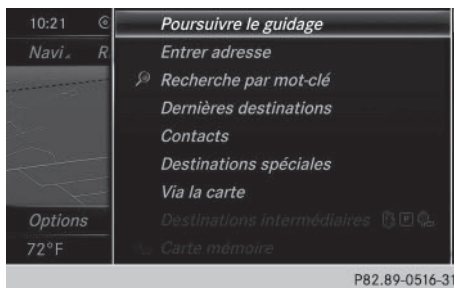 10:21
Navi R
Options
72°F
Poursuivre le guidage
Entrer adresse
Recherche par mot-clé
Dernières destinations
Contacts
Destinations spéciales
Via la carte
Destinations intermédiaires
Carte mémoire
P82.89-0516-31